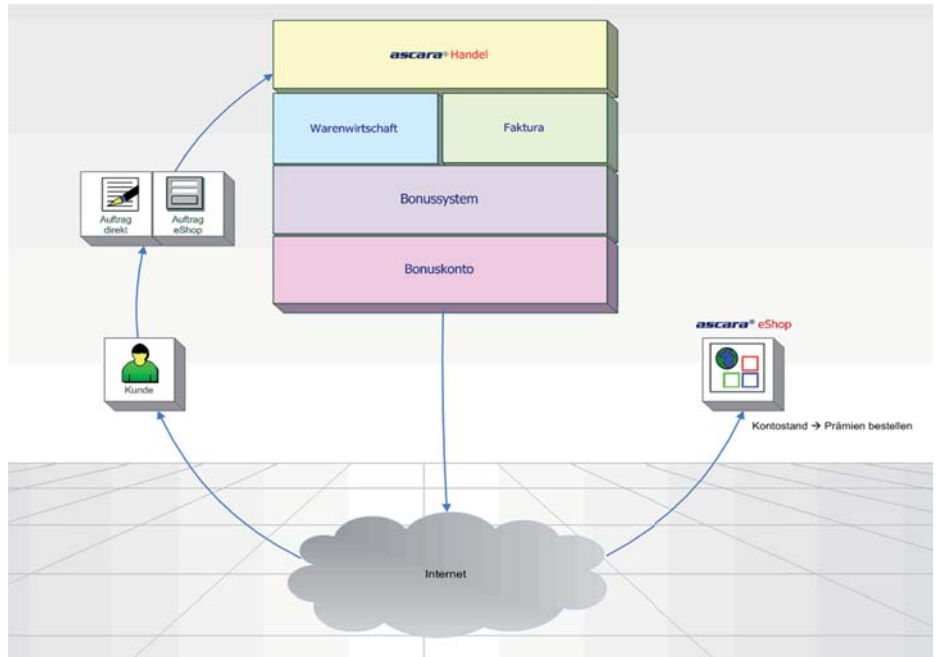 ascara® Handel
Warenwirtschaft
Faktura
Bonussystem
Bonuskonto
Auftrag
direkt
Auftrag
eShop
Kunde
ascara® eShop
Kontostand → Prämien bestellen
Internet